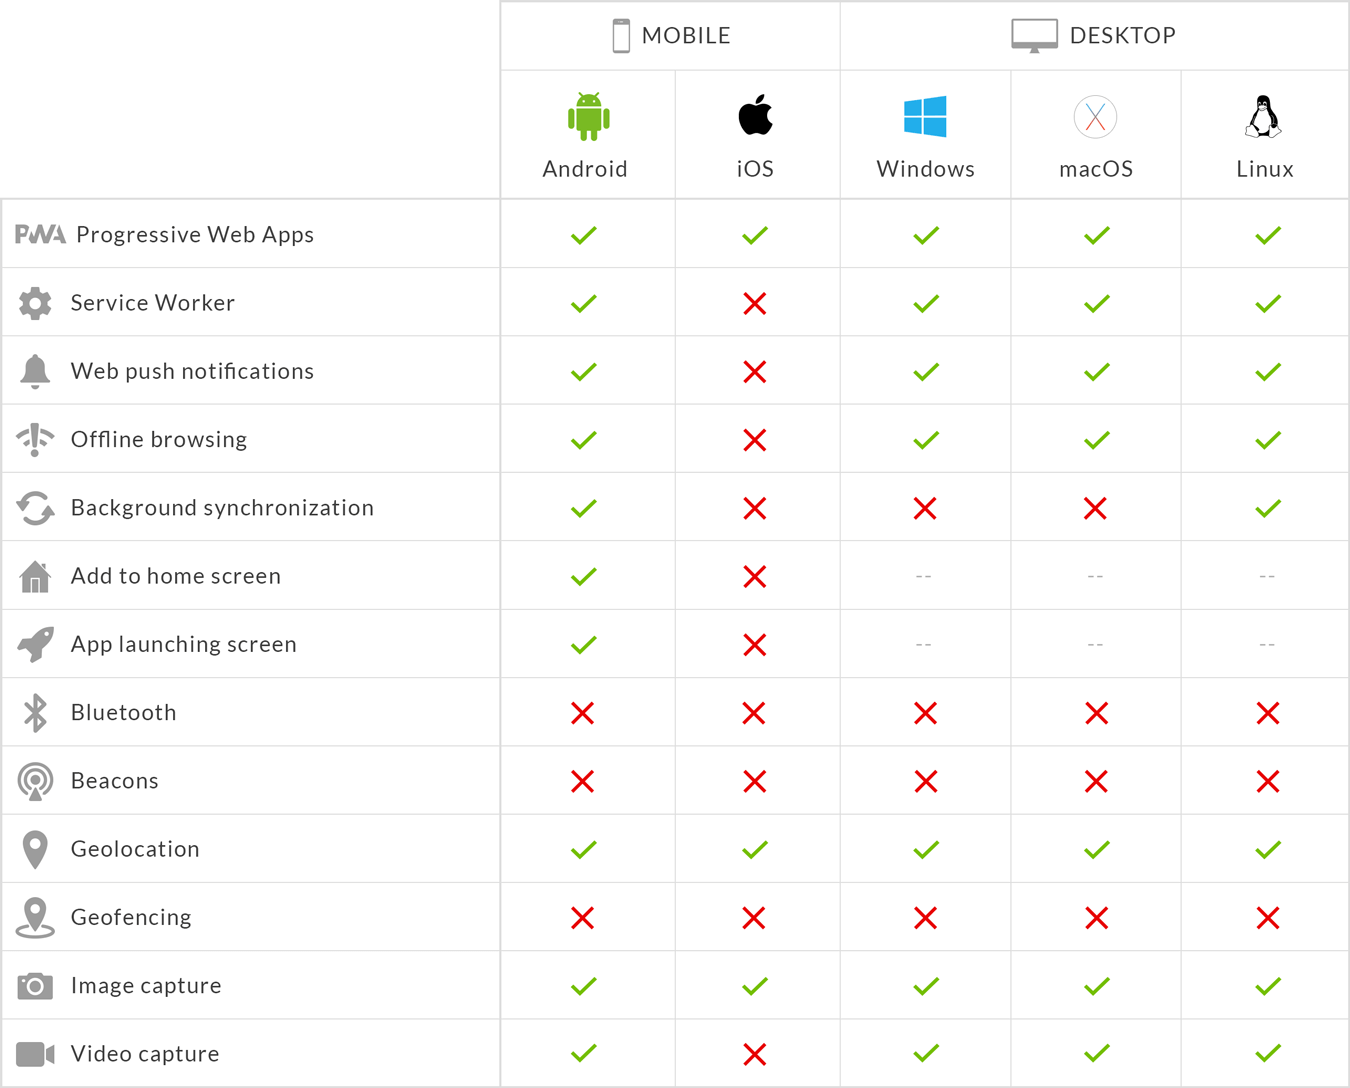 MOBILE DESKTOP
Android iOS Windows macOS Linux
PWA Progressive Web Apps
Service Worker
Web push notifications
Offline browsing
Background synchronization
Add to home screen -- -- --
App launching screen -- -- --
Bluetooth
Beacons
Geolocation
Geofencing
Image capture
Video capture